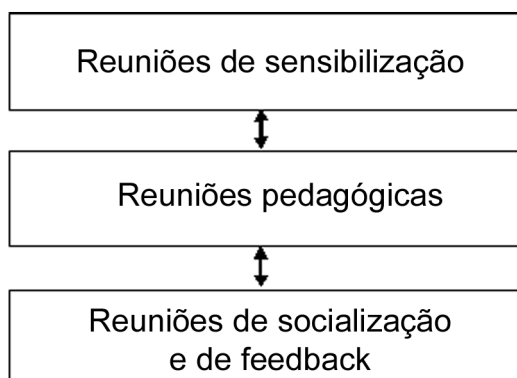 Reuniões de sensibilização
Reuniões pedagógicas
Reuniões de socialização
e de feedback